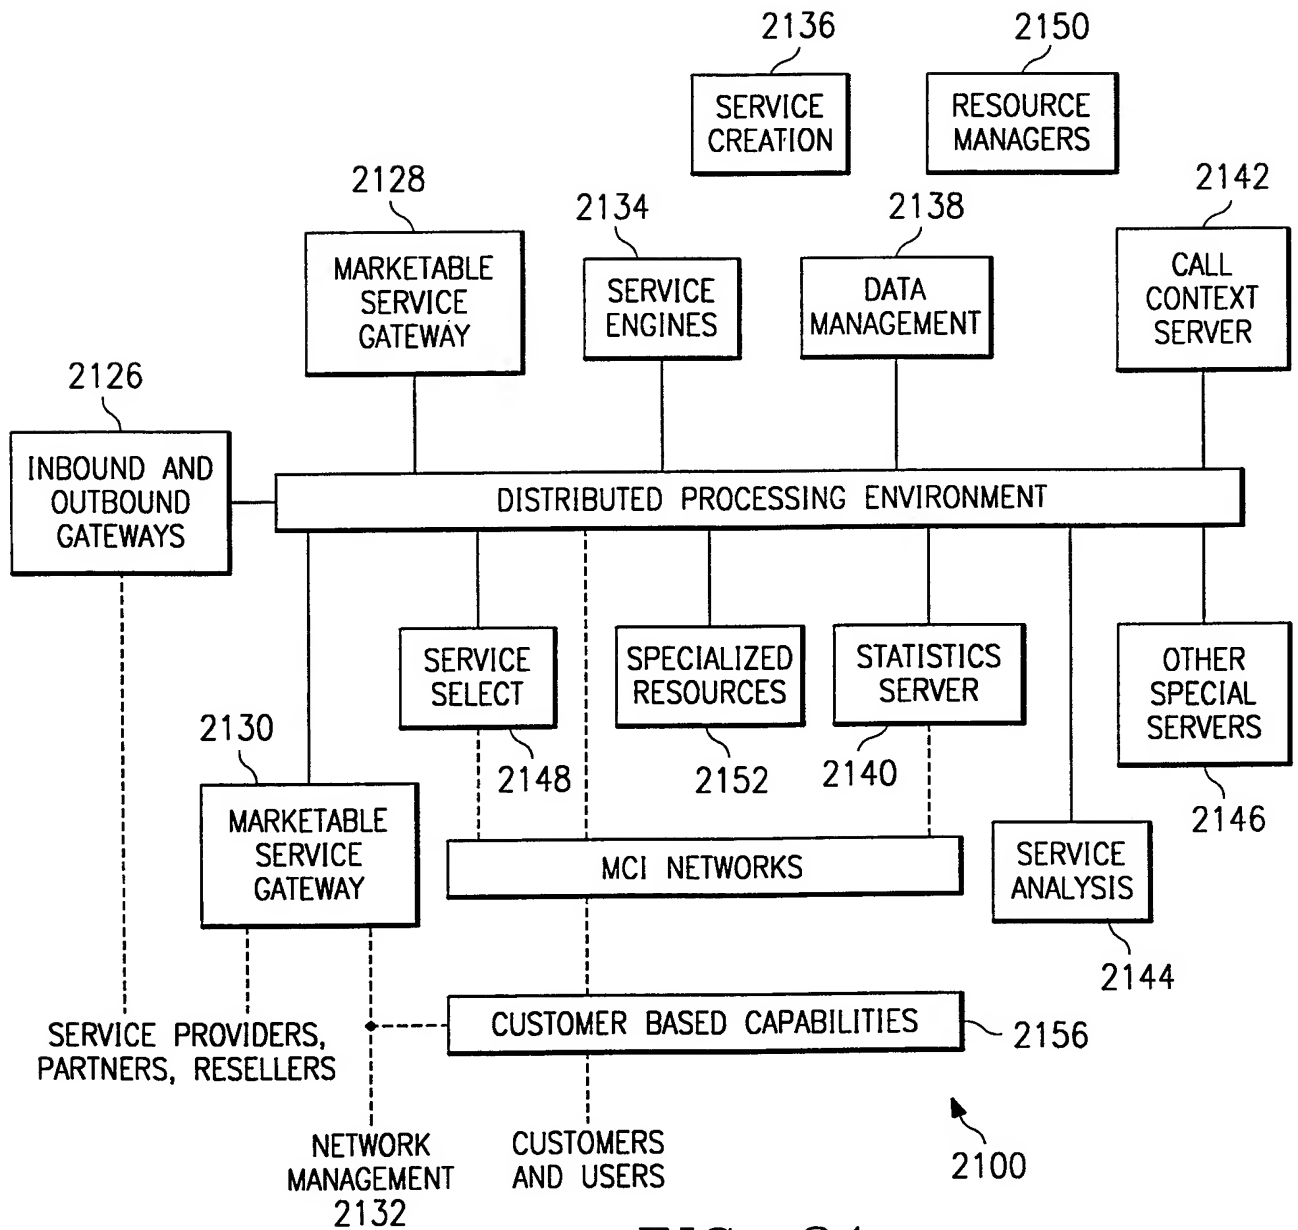 2136
2150
SERVICE
CREATION
RESOURCE
MANAGERS
2128
2134
2138
2142
MARKETABLE
SERVICE
GATEWAY
SERVICE
ENGINES
DATA
MANAGEMENT
CALL
CONTEXT
SERVER
2126
INBOUND AND
OUTBOUND
GATEWAYS
DISTRIBUTED PROCESSING ENVIRONMENT
SERVICE
SELECT
SPECIALIZED
RESOURCES
STATISTICS
SERVER
OTHER
SPECIAL
SERVERS
2130
2148
2152
2140
2146
MARKETABLE
SERVICE
GATEWAY
MCI NETWORKS
SERVICE
ANALYSIS
2144
SERVICE PROVIDERS,
PARTNERS, RESELLERS
CUSTOMER BASED CAPABILITIES
2156
NETWORK
MANAGEMENT
2132
CUSTOMERS
AND USERS
2100